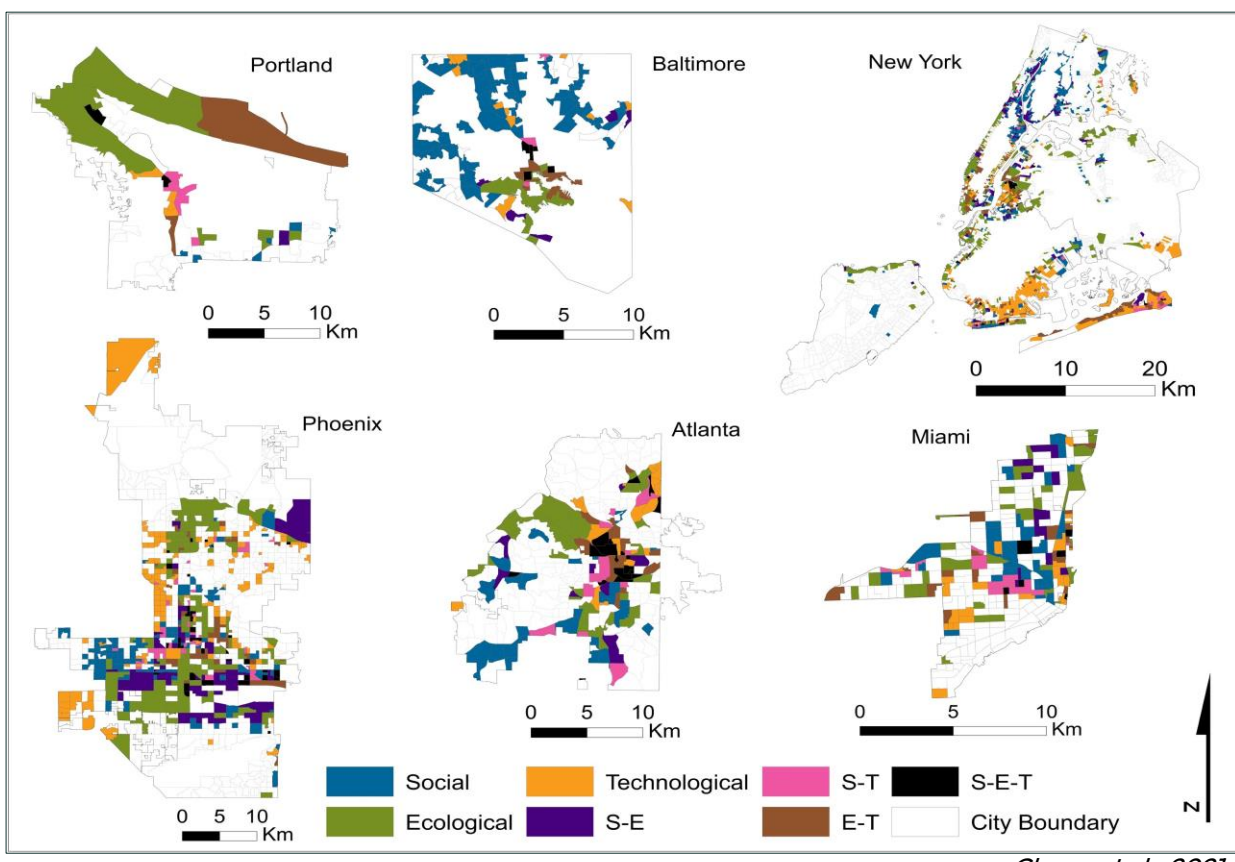 Portland
Baltimore
New York
0 5 10
Km
0 5 10
Km
0 10 20
Km
Phoenix
Atlanta
Miami
0 5 10
Km
0 5 10
Km
0 5 10
Km
Social Technological S-T S-E-T
Ecological S-E E-T City Boundary
N